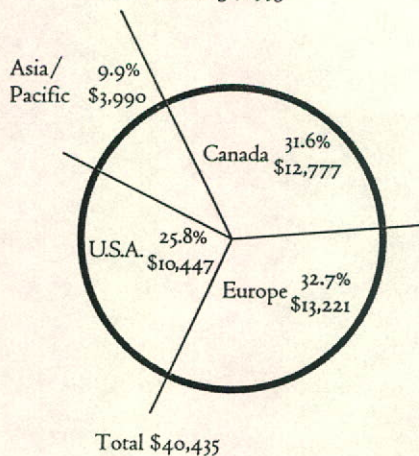 Asia/
Pacific
9.9%
$3,990
Canada
31.6%
$12,777
U.S.A.
25.8%
$10,447
Europe
32.7%
$13,221
Total $40,435